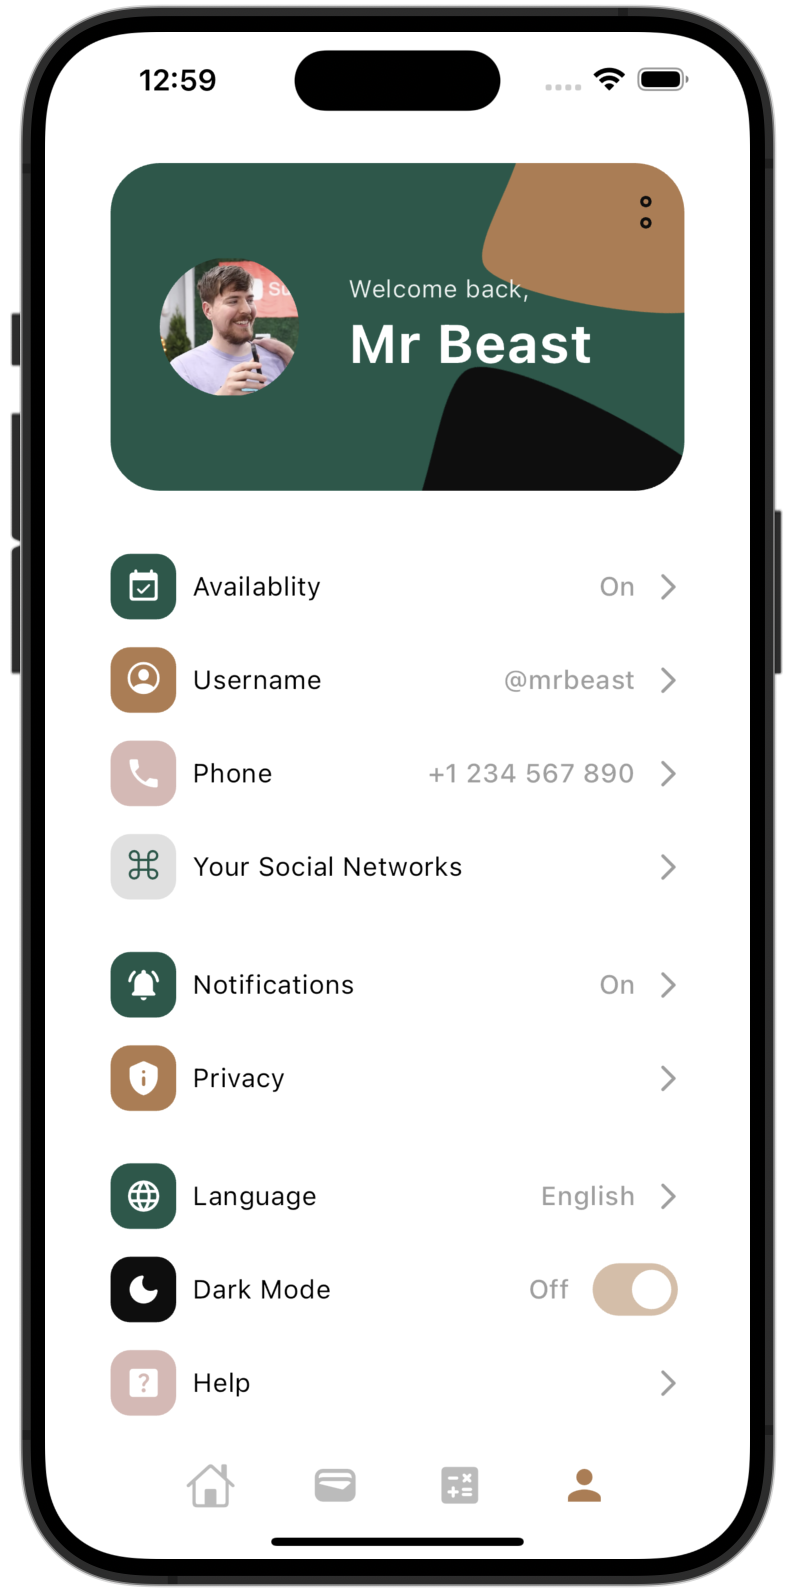 12:59
Welcome back,
Mr Beast
Availablity On
Username @mrbeast
Phone +1 234 567 890
Your Social Networks
Notifications On
Privacy
Language English
Dark Mode Off
Help